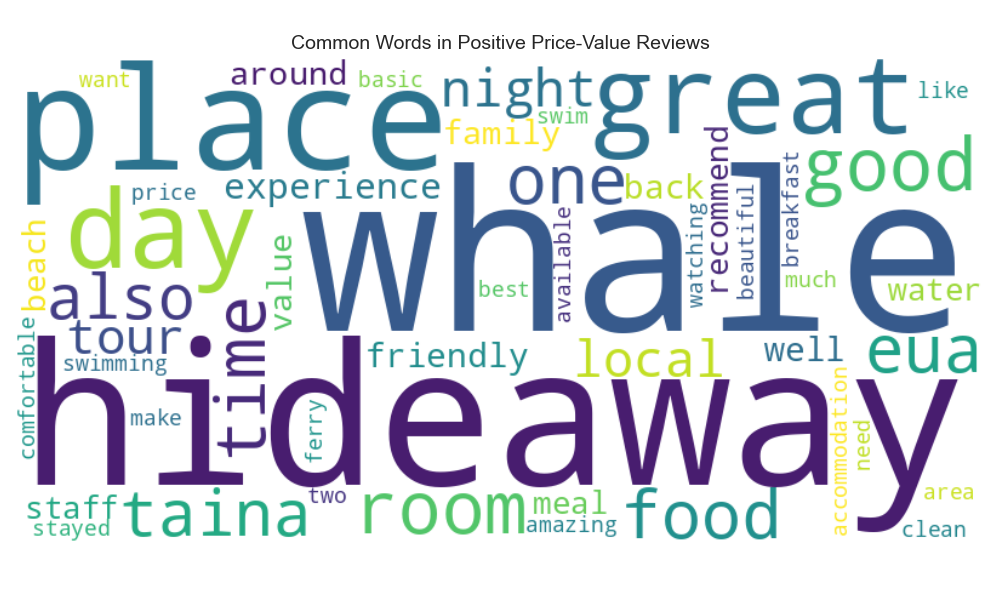 Common Words in Positive Price-Value Reviews
want
around
basic
night
great
like
place
swim
family
good
price
experience
one
back
recommend
breakfast
day
beach
value
whale
available
watching
beautiful
best
much
water
also
tour
time
friendly
local
well
eua
swimming
comfortable
hideaway
make
ferry
accommodation
need
staff
stayed
taina
two
room
meal
amazing
food
area
clean